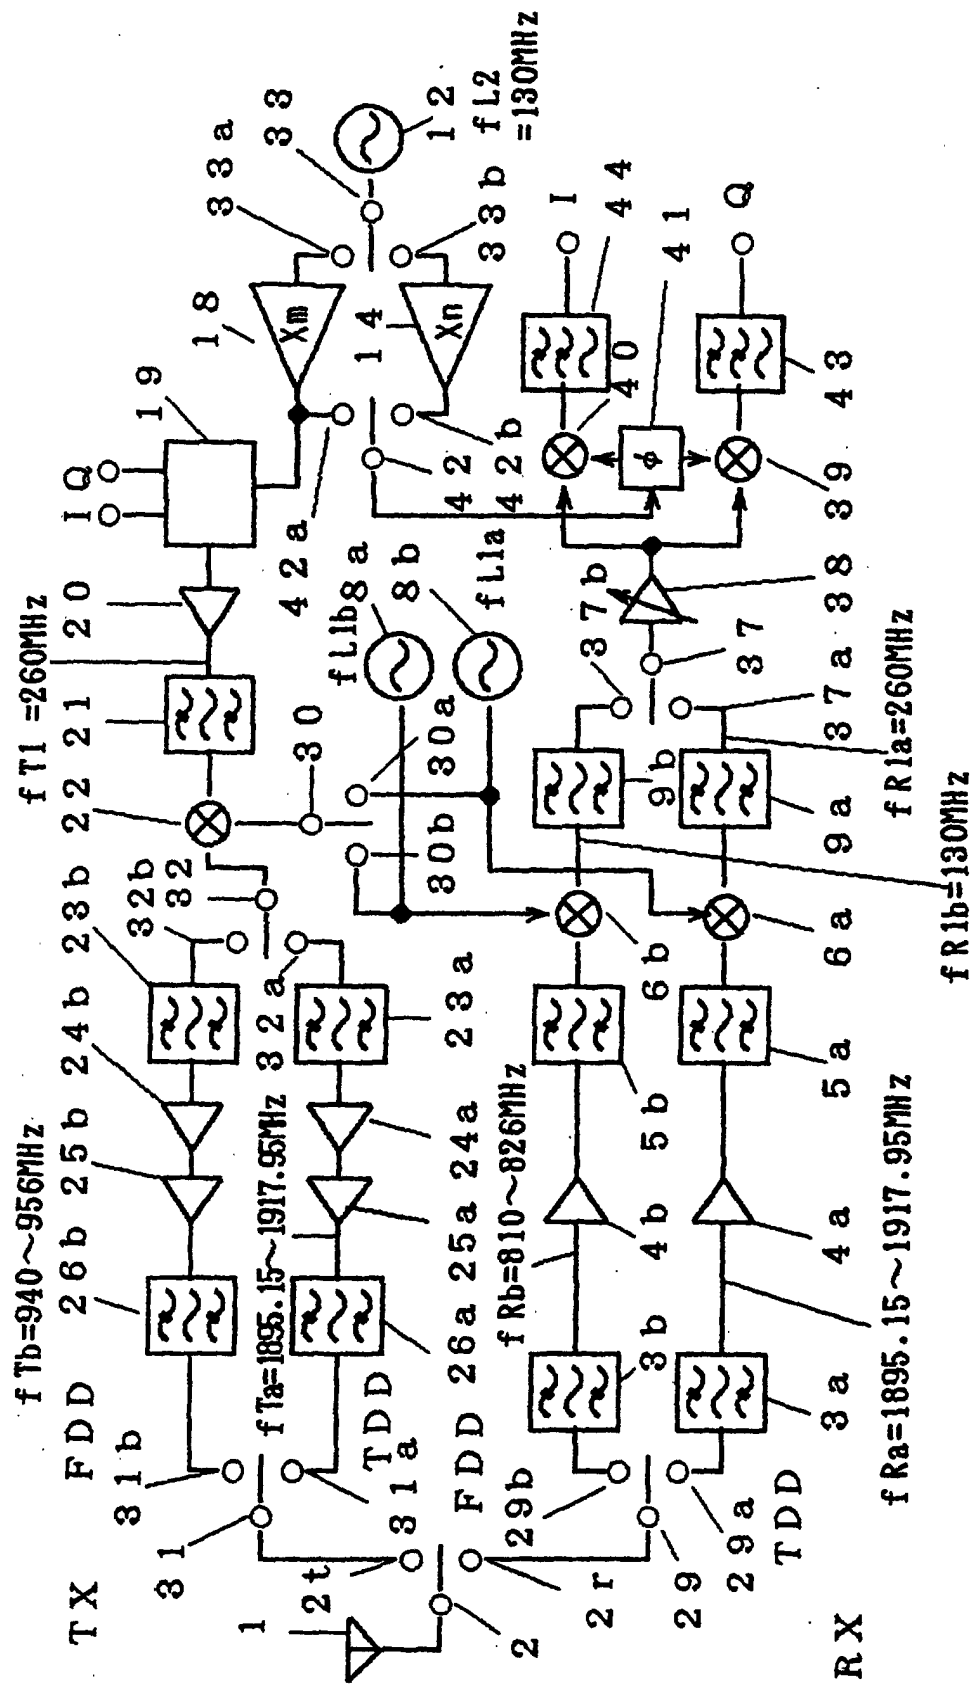 TX
FDD
fTb=940～956MHz
26b
25b
24b
23b
22
21
fT1=260MHz
20
I
Q
19
18
33a
33
12
fL2
=130MHz
31b
31
32b
32
30
42a
Xm
Xn
14
33b
1
2t
31a
TDD
fTa=1895.15～1917.95MHz
26a
25a
24a
23a
32a
30b
30a
fL1b
8a
8b
fL1a
42
42b
2
2r
FDD
29b
3b
fRb=810～826MHz
4b
5b
6b
9b
37b
37
38
39
40
φ
41
43
44
I
Q
29
29a
TDD
RX
3a
4a
5a
6a
9a
37a
fRa=1895.15～1917.95MHz
fR1b=130MHz
fR1a=260MHz